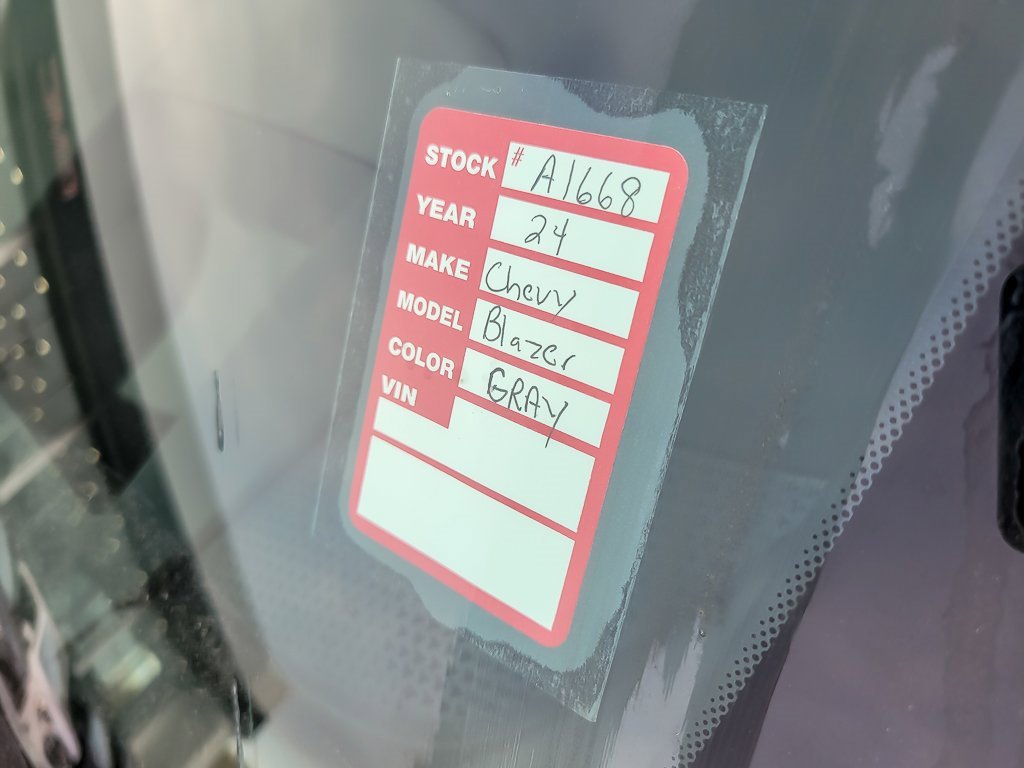 STOCK # A1668
YEAR 24
MAKE Chevy
MODEL Blazer
COLOR GRAY
VIN